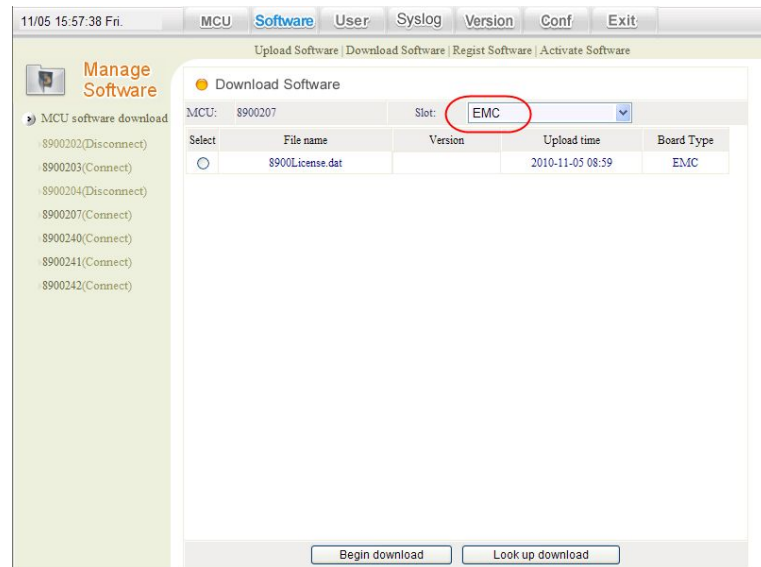 11/05 15:57:38 Fri. MCU Software User Syslog Version Conf Exit
Upload Software | Download Software | Regist Software | Activate Software
Manage
Software
MCU software download
8900202(Disconnect)
8900203(Connect)
8900204(Disconnect)
8900207(Connect)
8900240(Connect)
8900241(Connect)
8900242(Connect)
Download Software
MCU: 8900207 Slot: EMC
Select File name Version Upload time Board Type
8900License.dat 2010-11-05 08:59 EMC
Begin download Look up download